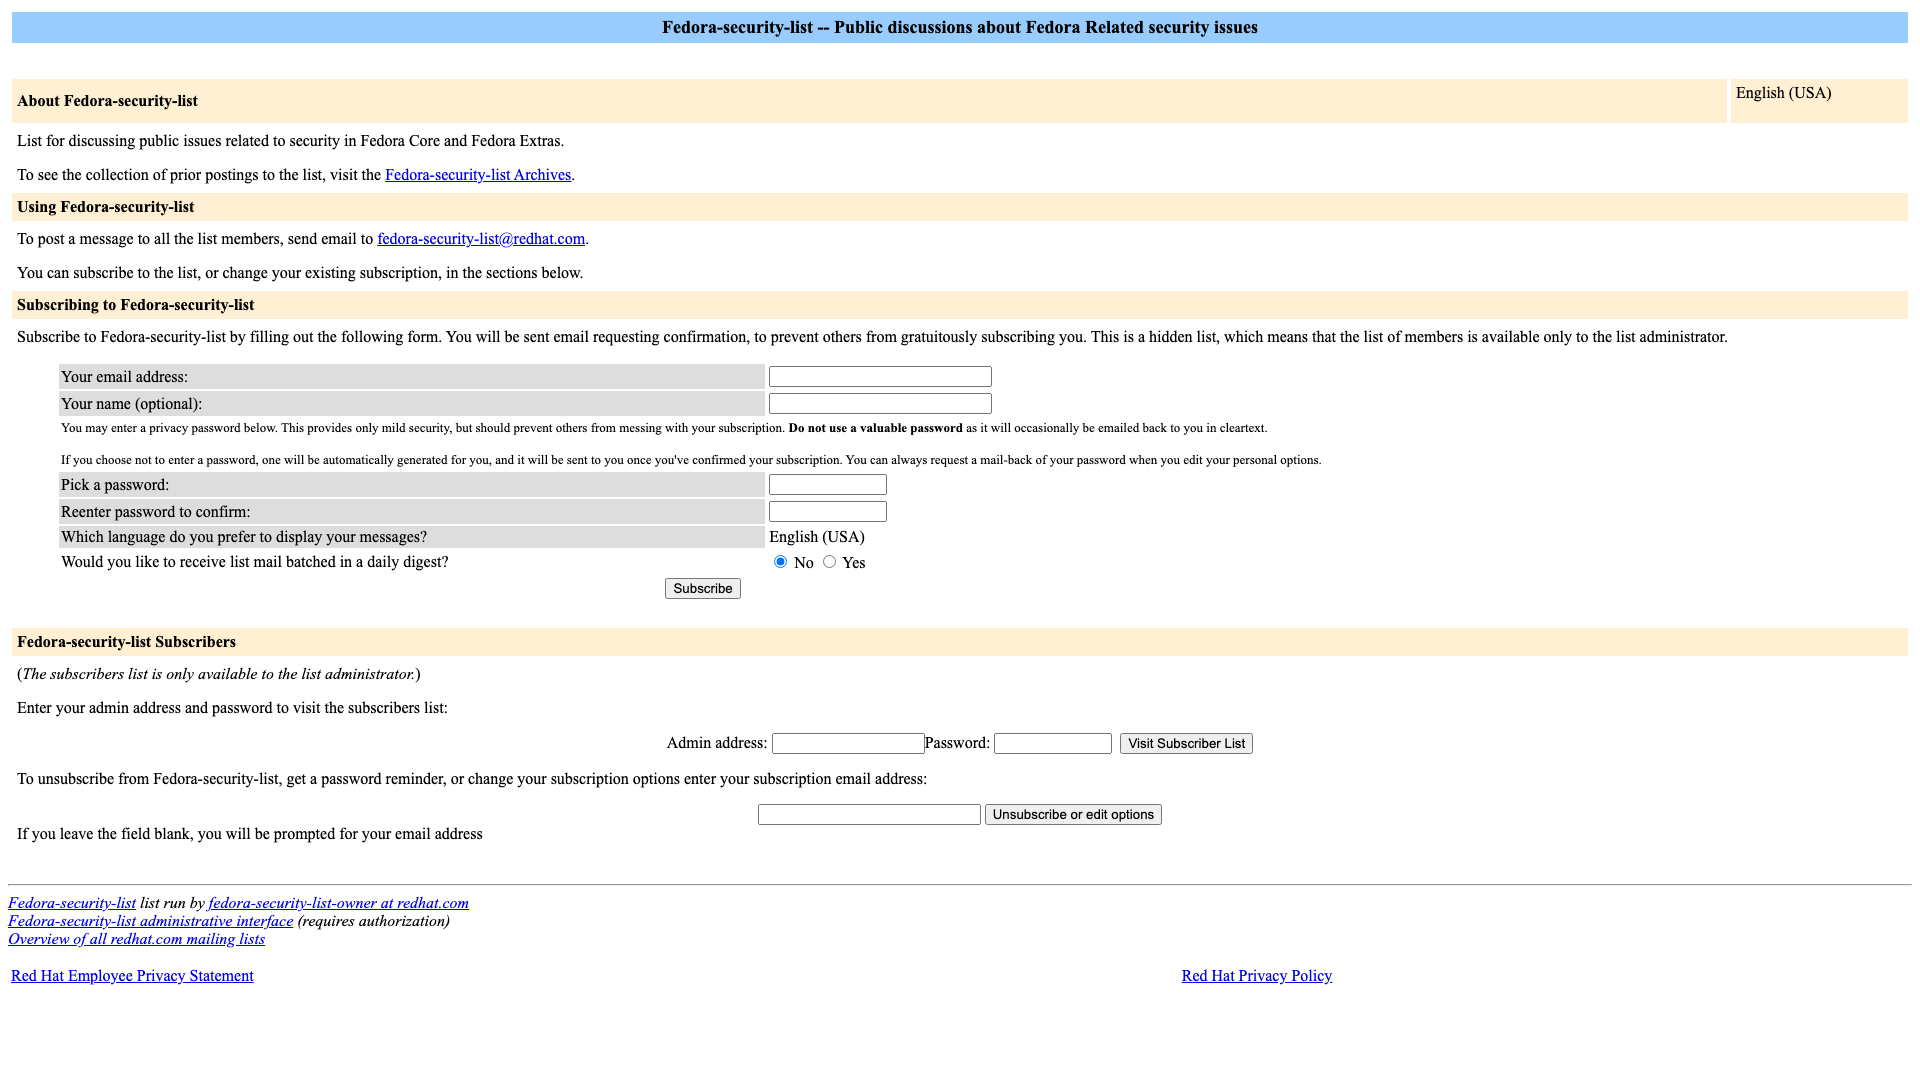 Fedora-security-list -- Public discussions about Fedora Related security issues
About Fedora-security-list
English (USA)
List for discussing public issues related to security in Fedora Core and Fedora Extras.
To see the collection of prior postings to the list, visit the Fedora-security-list Archives.
Using Fedora-security-list
To post a message to all the list members, send email to fedora-security-list@redhat.com.
You can subscribe to the list, or change your existing subscription, in the sections below.
Subscribing to Fedora-security-list
Subscribe to Fedora-security-list by filling out the following form. You will be sent email requesting confirmation, to prevent others from gratuitously subscribing you. This is a hidden list, which means that the list of members is available only to the list administrator.
Your email address:
Your name (optional):
You may enter a privacy password below. This provides only mild security, but should prevent others from messing with your subscription. Do not use a valuable password as it will occasionally be emailed back to you in cleartext.
If you choose not to enter a password, one will be automatically generated for you, and it will be sent to you once you've confirmed your subscription. You can always request a mail-back of your password when you edit your personal options.
Pick a password:
Reenter password to confirm:
Which language do you prefer to display your messages? English (USA)
Would you like to receive list mail batched in a daily digest? No Yes
Subscribe
Fedora-security-list Subscribers
(The subscribers list is only available to the list administrator.)
Enter your admin address and password to visit the subscribers list:
Admin address: Password: Visit Subscriber List
To unsubscribe from Fedora-security-list, get a password reminder, or change your subscription options enter your subscription email address:
Unsubscribe or edit options
If you leave the field blank, you will be prompted for your email address
Fedora-security-list list run by fedora-security-list-owner at redhat.com
Fedora-security-list administrative interface (requires authorization)
Overview of all redhat.com mailing lists
Red Hat Employee Privacy Statement
Red Hat Privacy Policy